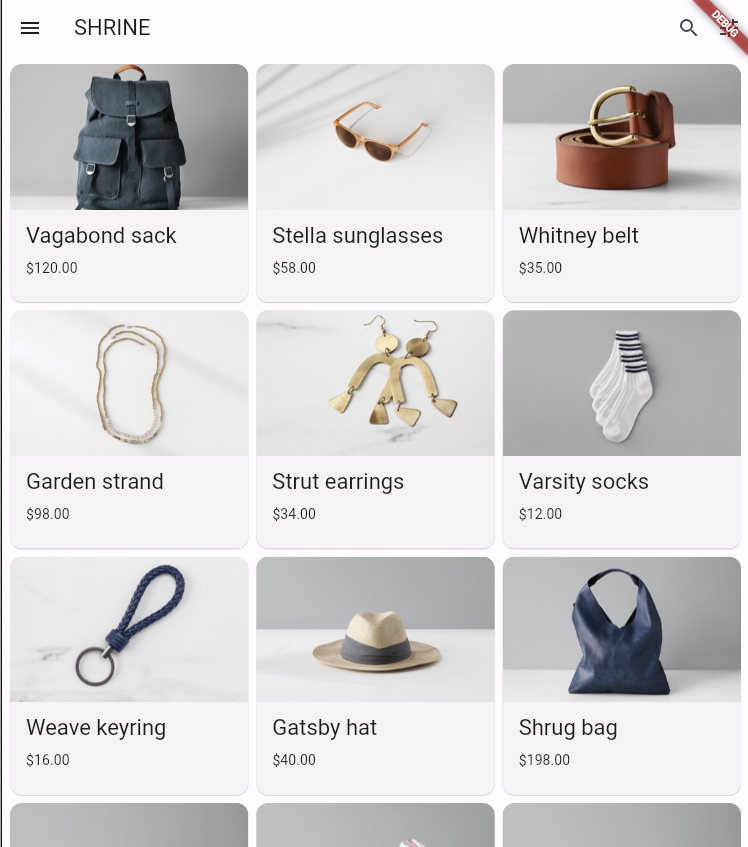 SHRINE
DEBUG
Vagabond sack
$120.00
Stella sunglasses
$58.00
Whitney belt
$35.00
Garden strand
$98.00
Strut earrings
$34.00
Varsity socks
$12.00
Weave keyring
$16.00
Gatsby hat
$40.00
Shrug bag
$198.00